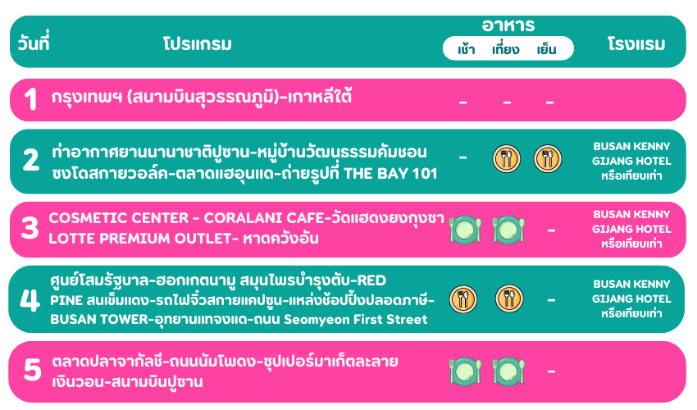 วันที่ โปรแกรม อาหาร โรงแรม
เช้า เที่ยง เย็น
1 กรุงเทพฯ (สนามบินสุวรรณภูมิ)-เกาหลีใต้ - - -
2 ท่าอากาศยานนานาชาติปูซาน-หมู่บ้านวัฒนธรรมคัมชอน -
ซงโดสกายวอล์ค-ตลาดแฮอุนแด-ถ่ายรูปที่ THE BAY 101
BUSAN KENNY
GIJANG HOTEL
หรือเทียบเท่า
3 COSMETIC CENTER - CORALANI CAFE-วัดแฮดงยงกุงซา
LOTTE PREMIUM OUTLET- หาดควังอัน -
BUSAN KENNY
GIJANG HOTEL
หรือเทียบเท่า
4 ศูนย์โสมรัฐบาล-ฮอกเกตนามู สมุนไพรบำรุงตับ-RED
PINE สนเข็มแดง-รถไฟจิ๋วสกายแคปซูน-แหล่งช้อปปิ้งปลอดภาษี-
BUSAN TOWER-อุทยานแทจงแด-ถนน Seomyeon First Street -
BUSAN KENNY
GIJANG HOTEL
หรือเทียบเท่า
5 ตลาดปลาจากัลชี-ถนนนัมโพดง-ซุปเปอร์มาเก็ตละลาย
เงินวอน-สนามบินปูซาน -